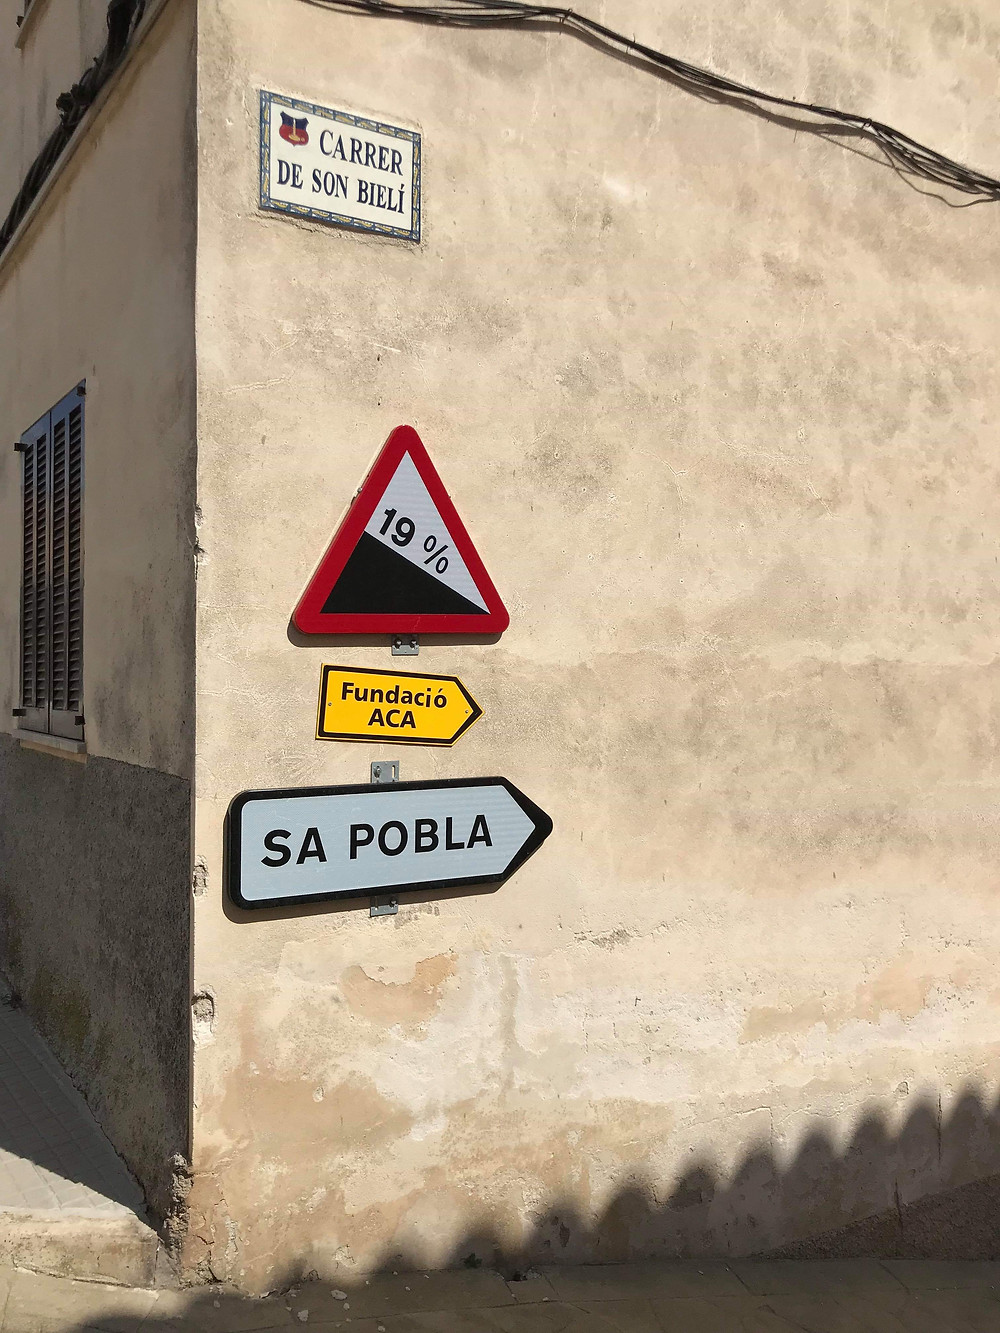 CARRER
DE SON BIELÍ
19 %
Fundació
ACA
SA POBLA